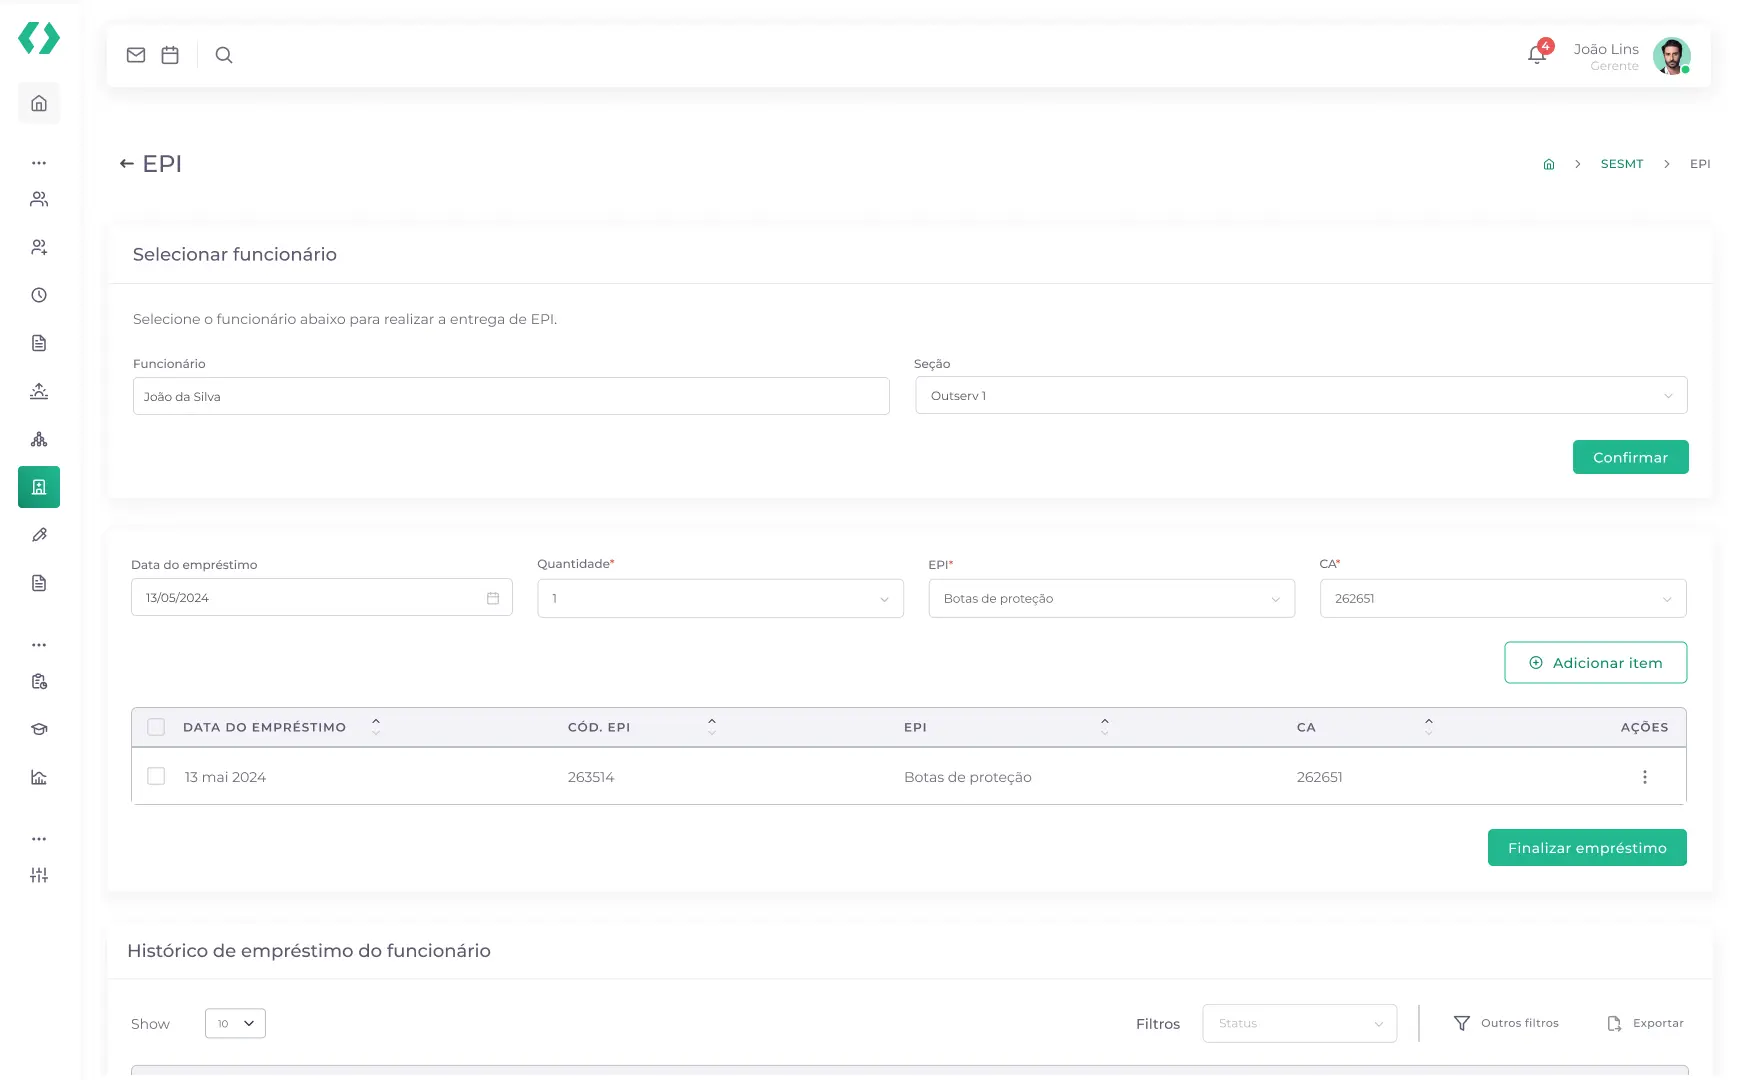 4
João Lins
Gerente
EPI
SESMT
EPI
Selecionar funcionário
Selecione o funcionário abaixo para realizar a entrega de EPI.
Funcionário
Seção
João da Silva
Outserv 1
Confirmar
Data do empréstimo
Quantidade*
EPI*
CA*
13/05/2024
1
Botas de proteção
262651
Adicionar item
DATA DO EMPRÉSTIMO
CÓD. EPI
EPI
CA
AÇÕES
13 mai 2024
263514
Botas de proteção
262651
Finalizar empréstimo
Histórico de empréstimo do funcionário
Show
10
Filtros
Status
Outros filtros
Exportar